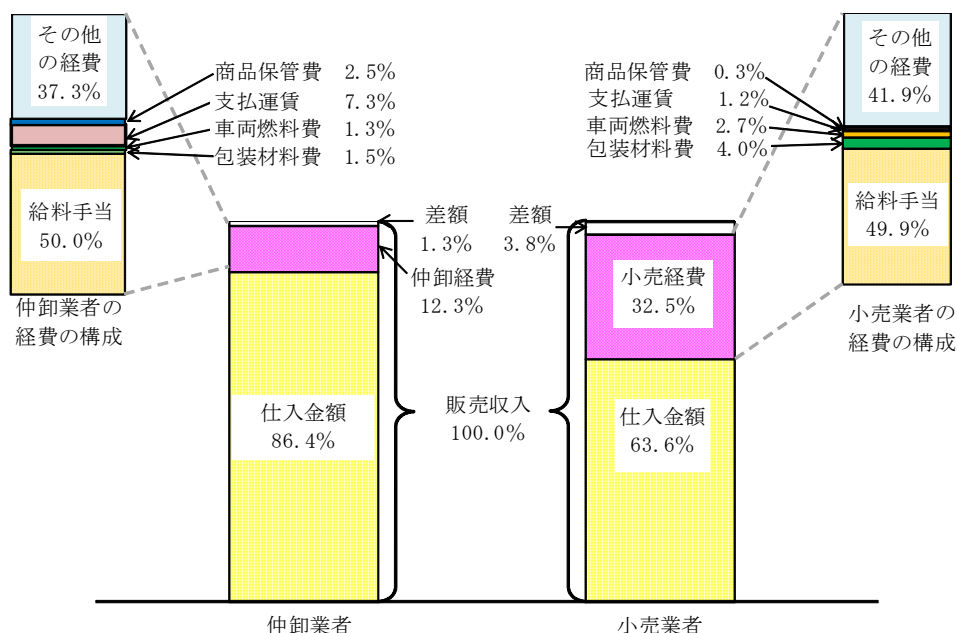 その他
の経費
37.3%
商品保管費 2.5%
支払運賃 7.3%
車両燃料費 1.3%
包装材料費 1.5%
給料手当
50.0%
仲卸業者の
経費の構成
差額
1.3%
仲卸経費
12.3%
仕入金額
86.4%
仲卸業者
販売収入
100.0%
差額
3.8%
小売経費
32.5%
仕入金額
63.6%
小売業者
その他
の経費
41.9%
商品保管費 0.3%
支払運賃 1.2%
車両燃料費 2.7%
包装材料費 4.0%
給料手当
49.9%
小売業者の
経費の構成